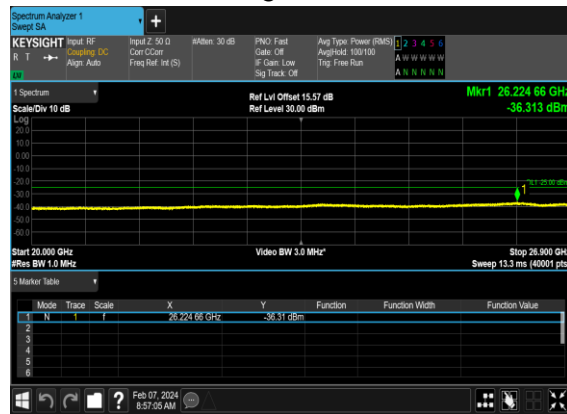 Spectrum Analyzer 1
Swept SA
+
KEYSIGHT Input: RF Input Z: 50 Ω #Atten: 30 dB PNO: Fast Avg Type: Power (RMS) 1 2 3 4 5 6
R T Coupling: DC Corr CCorr Gate: Off Avg|Hold: 100/100 A W W W W W
Align: Auto Freq Ref: Int (S) IF Gain: Low Trig: Free Run
Sig Track: Off A N N N N N
LXI
1 Spectrum Ref Lvl Offset 15.57 dB Mkr1 26.224 66 GHz
Scale/Div 10 dB Ref Level 30.00 dBm -36.313 dBm
Log
20.0
10.0
0.00
-10.0
-20.0
-30.0
-40.0
-50.0
-60.0
1
Start 20.000 GHz Video BW 3.0 MHz* Stop 26.900 GHz
#Res BW 1.0 MHz Sweep 13.3 ms (40001 pts
5 Marker Table
Mode Trace Scale X Y Function Function Width Function Value
1 N 1 f 26.224 66 GHz -36.31 dBm
2
3
4
5
6
? Feb 07, 2024
8:57:05 AM